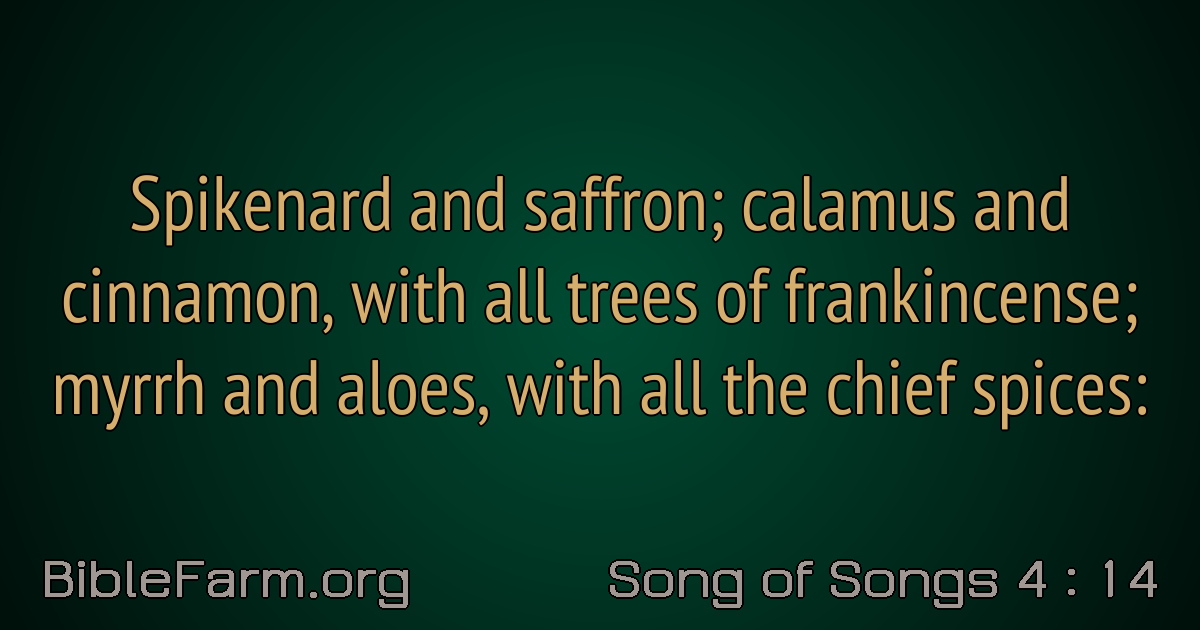 Spikenard and saffron; calamus and
cinnamon, with all trees of frankincense;
myrrh and aloes, with all the chief spices:
BibleFarm.org
Song of Songs 4 : 14